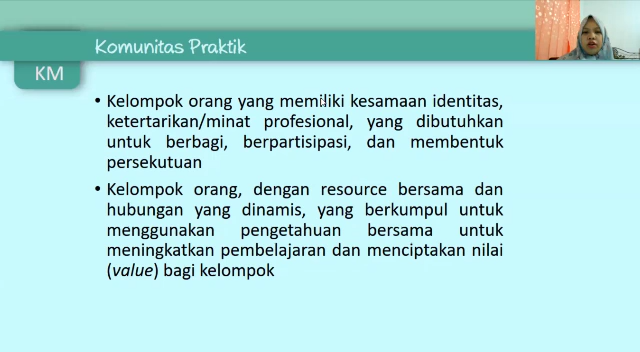 Komunitas Praktik
KM
• Kelompok orang yang memiliki kesamaan identitas,
ketertarikan/minat profesional, yang dibutuhkan
untuk berbagi, berpartisipasi, dan membentuk
persekutuan
• Kelompok orang, dengan resource bersama dan
hubungan yang dinamis, yang berkumpul untuk
menggunakan pengetahuan bersama untuk
meningkatkan pembelajaran dan menciptakan nilai
(value) bagi kelompok